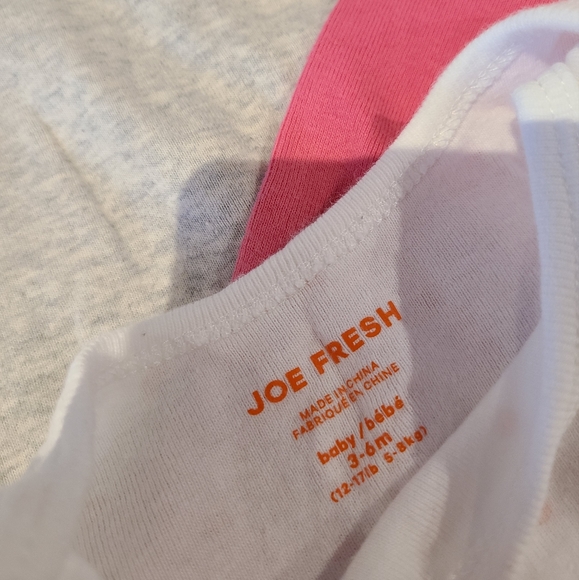 JOE FRESH
MADE IN CHINA
FABRIQUÉ EN CHINE
baby/bébé
3-6m
(12-17lb 5-8kg)